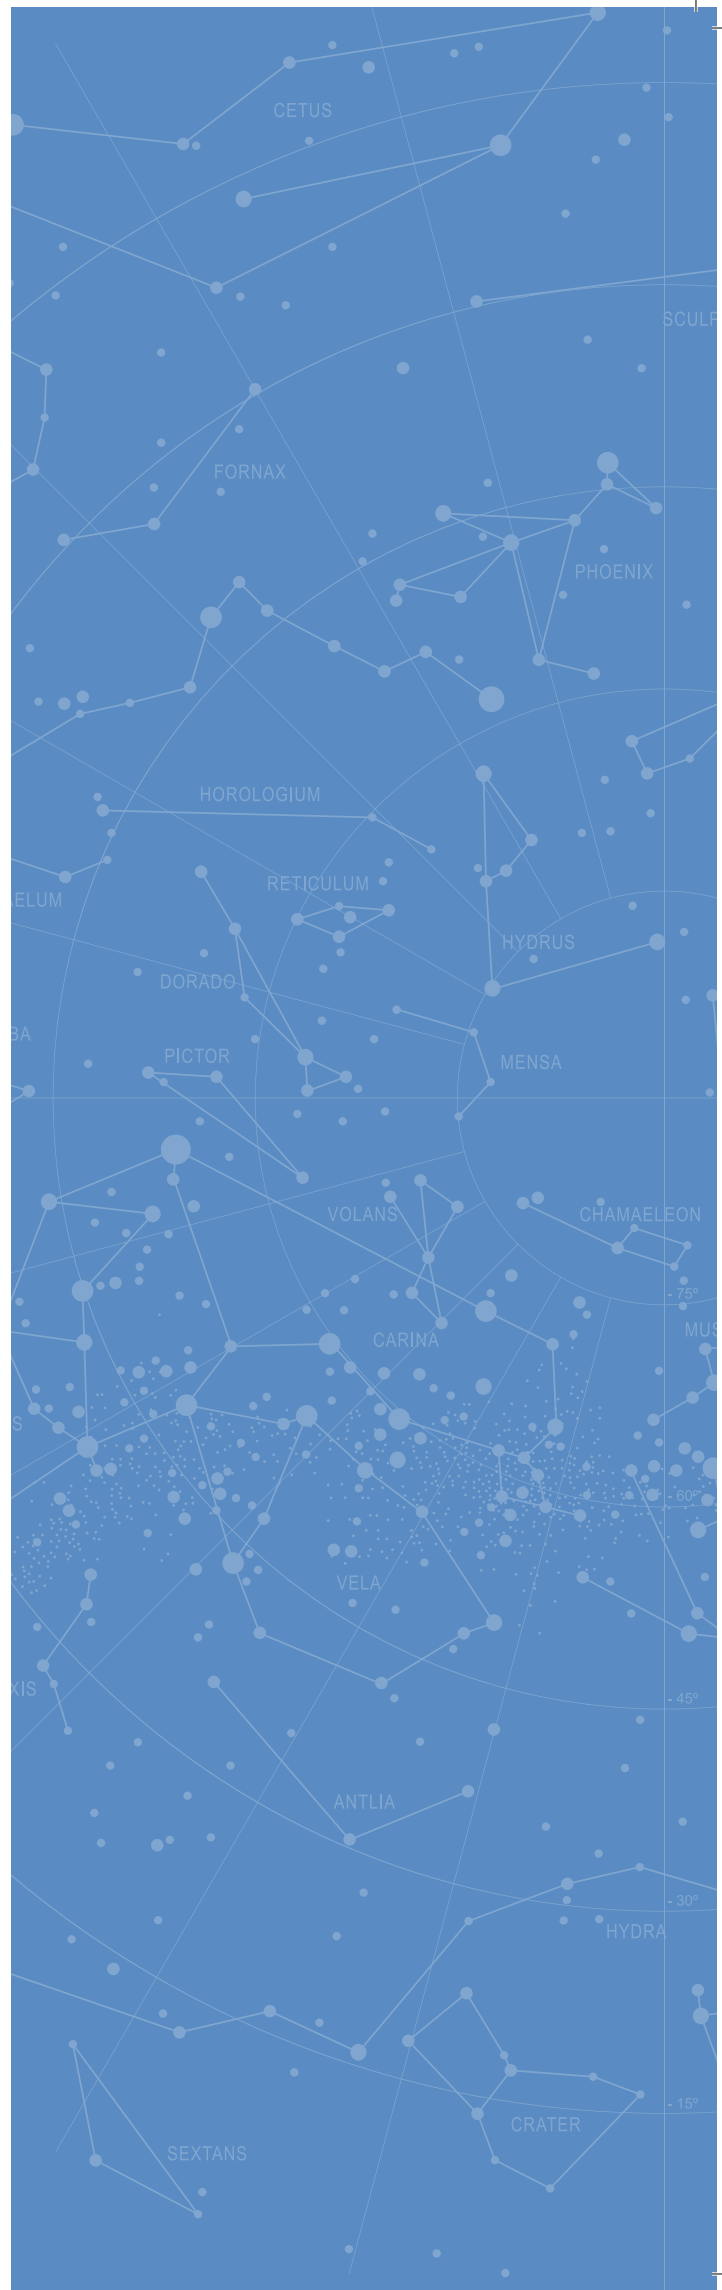 CETUS
SCULP
FORNAX
PHOENIX
HOROLOGIUM
RETICULUM
ELUM
HYDRUS
DORADO
BA
PICTOR
MENSA
VOLANS
CHAMAELEON
- 75°
CARINA
MUS
S
- 60°
VELA
XIS
- 45°
ANTLIA
- 30°
HYDRA
- 15°
CRATER
SEXTANS